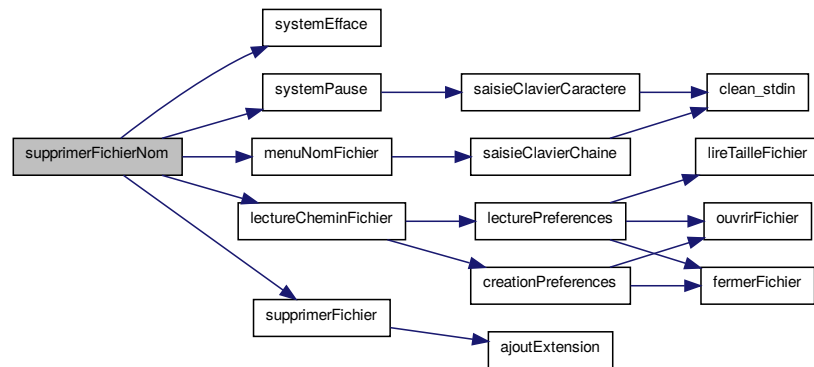 systemEfface
systemPause
saisieClavierCaractere
clean_stdin
supprimerFichierNom
menuNomFichier
saisieClavierChaine
lireTailleFichier
lectureCheminFichier
lecturePreferences
ouvrirFichier
creationPreferences
fermerFichier
supprimerFichier
ajoutExtension